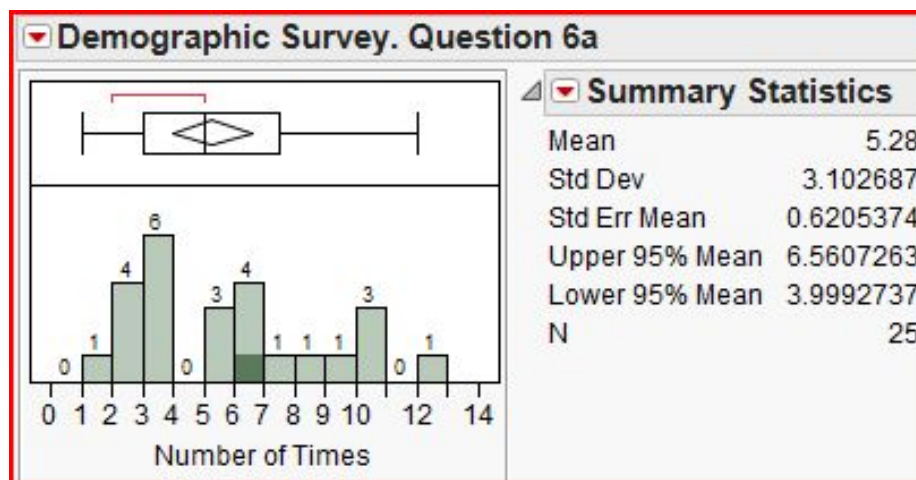 Demographic Survey. Question 6a
6
4
4
3
3
1
1
1
1
1
0
0
0
0 1 2 3 4 5 6 7 8 9 10 12 14
Number of Times
Summary Statistics
Mean 5.28
Std Dev 3.102687
Std Err Mean 0.6205374
Upper 95% Mean 6.5607263
Lower 95% Mean 3.9992737
N 25